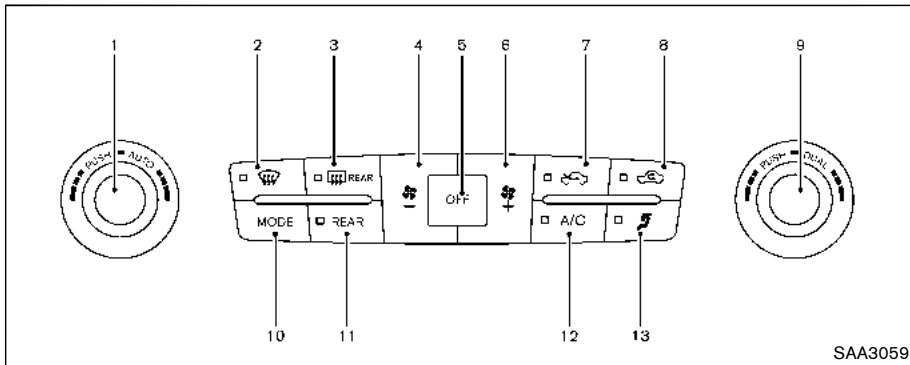 1 2 3 4 5 6 7 8 9
PUSH AUTO
PUSH DUAL
REAR
OFF
MODE
REAR
A/C
10 11 12 13
SAA3059